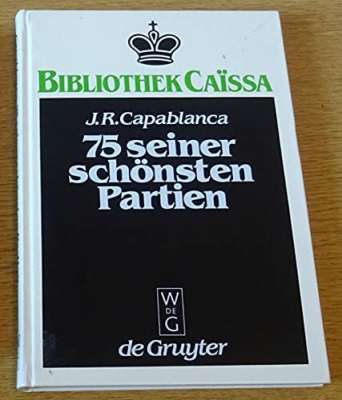 BIBLIOTHEK CAÏSSA
J. R. Capablanca
75 seiner
schönsten
Partien
W
DE
G
de Gruyter